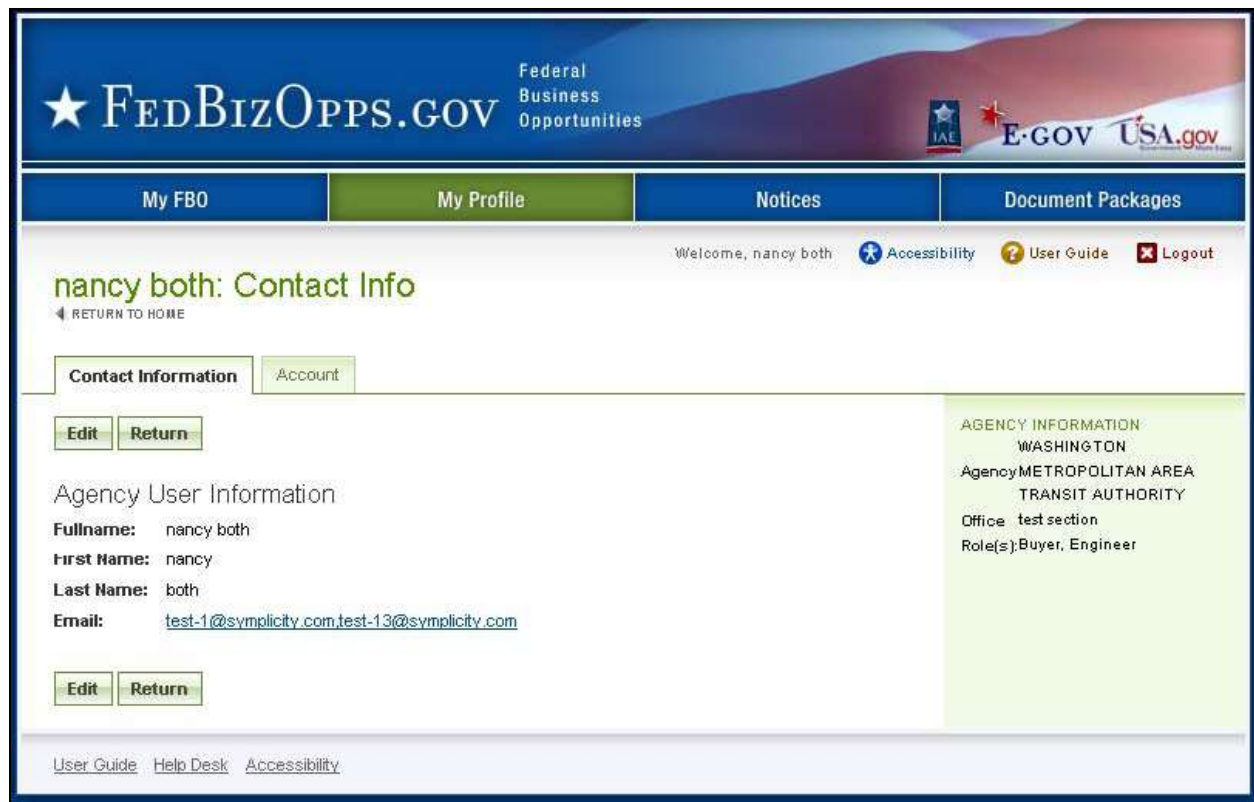 ★ FEDBIZOPPS.GOV
Federal
Business
Opportunities
IAE
E-GOV
USA.gov
My FBO
My Profile
Notices
Document Packages
Welcome, nancy both
Accessibility
User Guide
Logout
nancy both: Contact Info
RETURN TO HOME
Contact Information
Account
Edit
Return
Agency User Information
Fullname: nancy both
First Name: nancy
Last Name: both
Email: test-1@symplicity.com,test-13@symplicity.com
Edit
Return
AGENCY INFORMATION
WASHINGTON
Agency METROPOLITAN AREA
TRANSIT AUTHORITY
Office test section
Role(s): Buyer, Engineer
User Guide
Help Desk
Accessibility